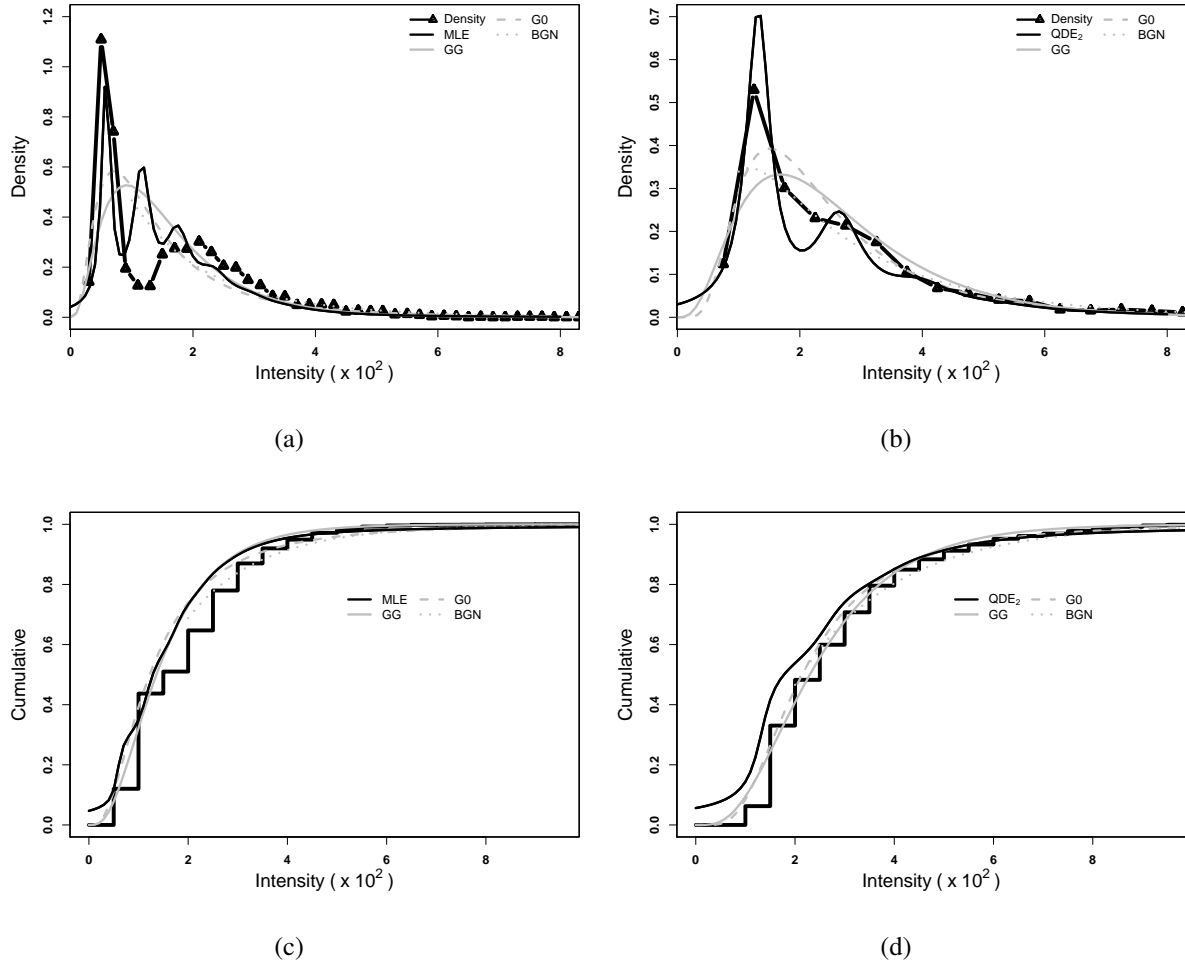 1.2
1.0
0.8
0.6
0.4
0.2
0.0
Density
Density
MLE
GG
G0
BGN
0 2 4 6 8
Intensity ( x 10²)
(a)
0.7
0.6
0.5
0.4
0.3
0.2
0.1
0.0
Density
Density
QDE₂
GG
G0
BGN
0 2 4 6 8
Intensity ( x 10²)
(b)
1.0
0.8
0.6
0.4
0.2
0.0
Cumulative
MLE
GG
G0
BGN
0 2 4 6 8
Intensity ( x 10²)
(c)
1.0
0.8
0.6
0.4
0.2
0.0
Cumulative
QDE₂
GG
G0
BGN
0 2 4 6 8
Intensity ( x 10²)
(d)